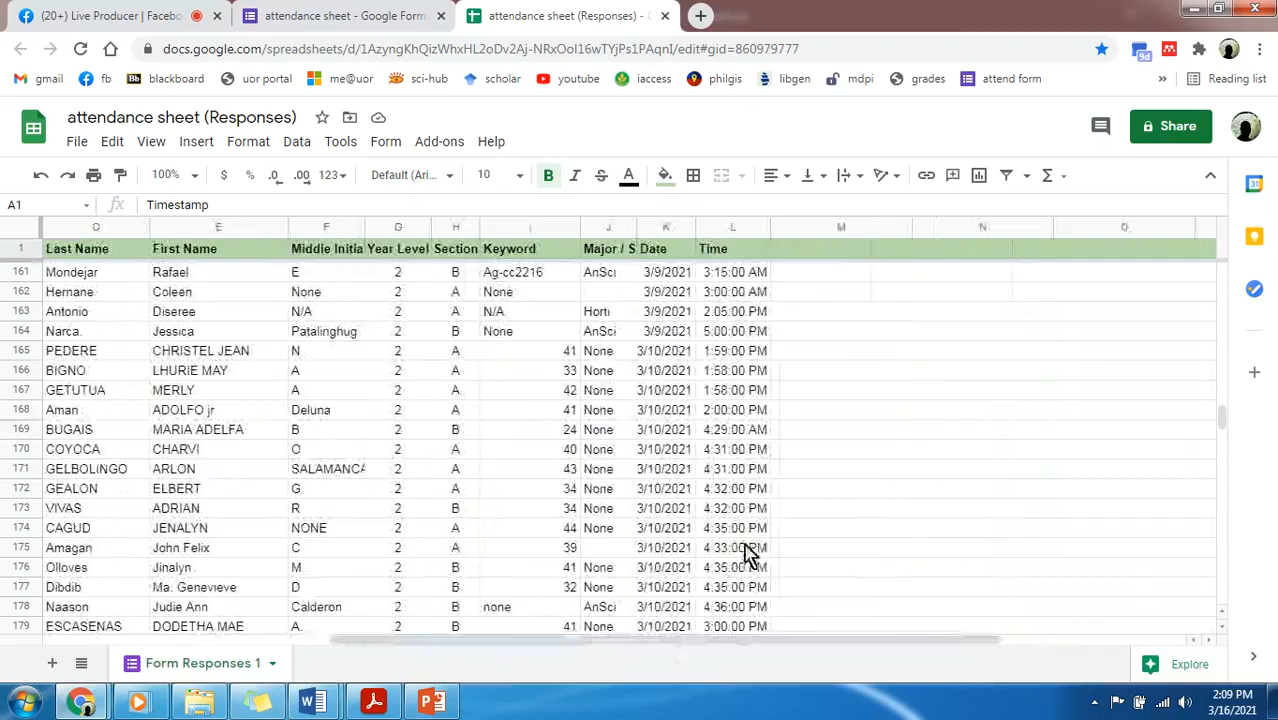 (20+) Live Producer | Facebo
attendance sheet - Google Form
attendance sheet (Responses) - G
docs.google.com/spreadsheets/d/1AzyngKhQizWhxHL2oDv2Aj-NRxOoI16wTYjPs1PAqnI/edit#gid=860979777
9d
gmail fb Bb blackboard uor portal me@uor sci-hub scholar youtube iaccess philgis libgen mdpi grades attend form » Reading list
attendance sheet (Responses)
Share
File Edit View Insert Format Data Tools Form Add-ons Help
100% $ % .0 .00 123 Default (Ari... 10 B I S A
A1 fx Timestamp
D E F G H I J K L M N O
1 Last Name First Name Middle Initia Year Level Section Keyword Major / S Date Time
161 Mondejar Rafael E 2 B Ag-cc2216 AnSci 3/9/2021 3:15:00 AM
162 Hernane Coleen None 2 A None 3/9/2021 3:00:00 AM
163 Antonio Diseree N/A 2 A N/A Horti 3/9/2021 2:05:00 PM
164 Narca Jessica Patalinghug 2 B None AnSci 3/9/2021 5:00:00 PM
165 PEDERE CHRISTEL JEAN N 2 A 41 None 3/10/2021 1:59:00 PM
166 BIGNO LHURIE MAY A 2 A 33 None 3/10/2021 1:58:00 PM
167 GETUTUA MERLY A 2 A 42 None 3/10/2021 1:58:00 PM
168 Aman ADOLFO jr Deluna 2 A 41 None 3/10/2021 2:00:00 PM
169 BUGAIS MARIA ADELFA B 2 B 24 None 3/10/2021 4:29:00 AM
170 COYOCA CHARVI O 2 A 40 None 3/10/2021 4:31:00 PM
171 GELBOLINGO ARLON SALAMANCA 2 A 43 None 3/10/2021 4:31:00 PM
172 GEALON ELBERT G. 2 A 34 None 3/10/2021 4:32:00 PM
173 VIVAS ADRIAN R 2 B 34 None 3/10/2021 4:32:00 PM
174 CAGUD JENALYN NONE 2 A 44 None 3/10/2021 4:35:00 PM
175 Amagan John Felix C 2 A 39 3/10/2021 4:33:00 PM
176 Olloves Jinalyn M. 2 B 41 None 3/10/2021 4:35:00 PM
177 Dibdib Ma. Genevieve D 2 B 32 None 3/10/2021 4:35:00 PM
178 Naason Judie Ann Calderon 2 B none AnSci 3/10/2021 4:36:00 PM
179 ESCASENAS DODETHA MAE A. 2 B 41 None 3/10/2021 3:00:00 PM
Form Responses 1
Explore
2:09 PM
3/16/2021